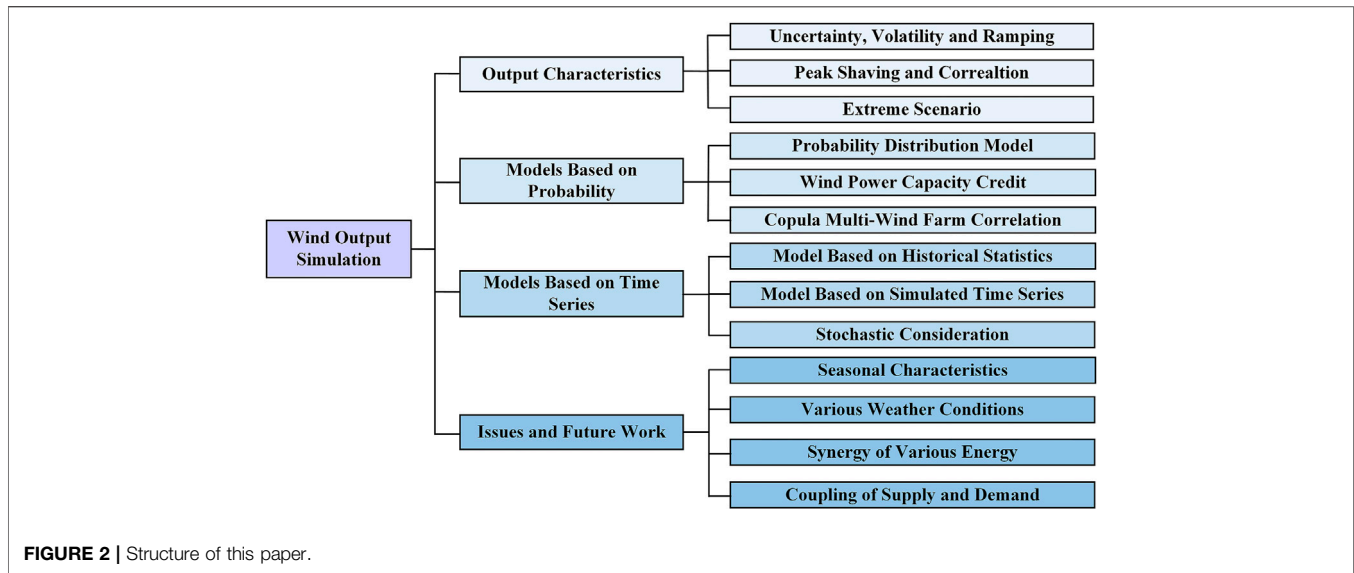 Wind Output
Simulation
Output Characteristics
Uncertainty, Volatility and Ramping
Peak Shaving and Correaltion
Extreme Scenario
Models Based on
Probability
Probability Distribution Model
Wind Power Capacity Credit
Copula Multi-Wind Farm Correlation
Models Based on Time
Series
Model Based on Historical Statistics
Model Based on Simulated Time Series
Stochastic Consideration
Issues and Future Work
Seasonal Characteristics
Various Weather Conditions
Synergy of Various Energy
Coupling of Supply and Demand
FIGURE 2 | Structure of this paper.